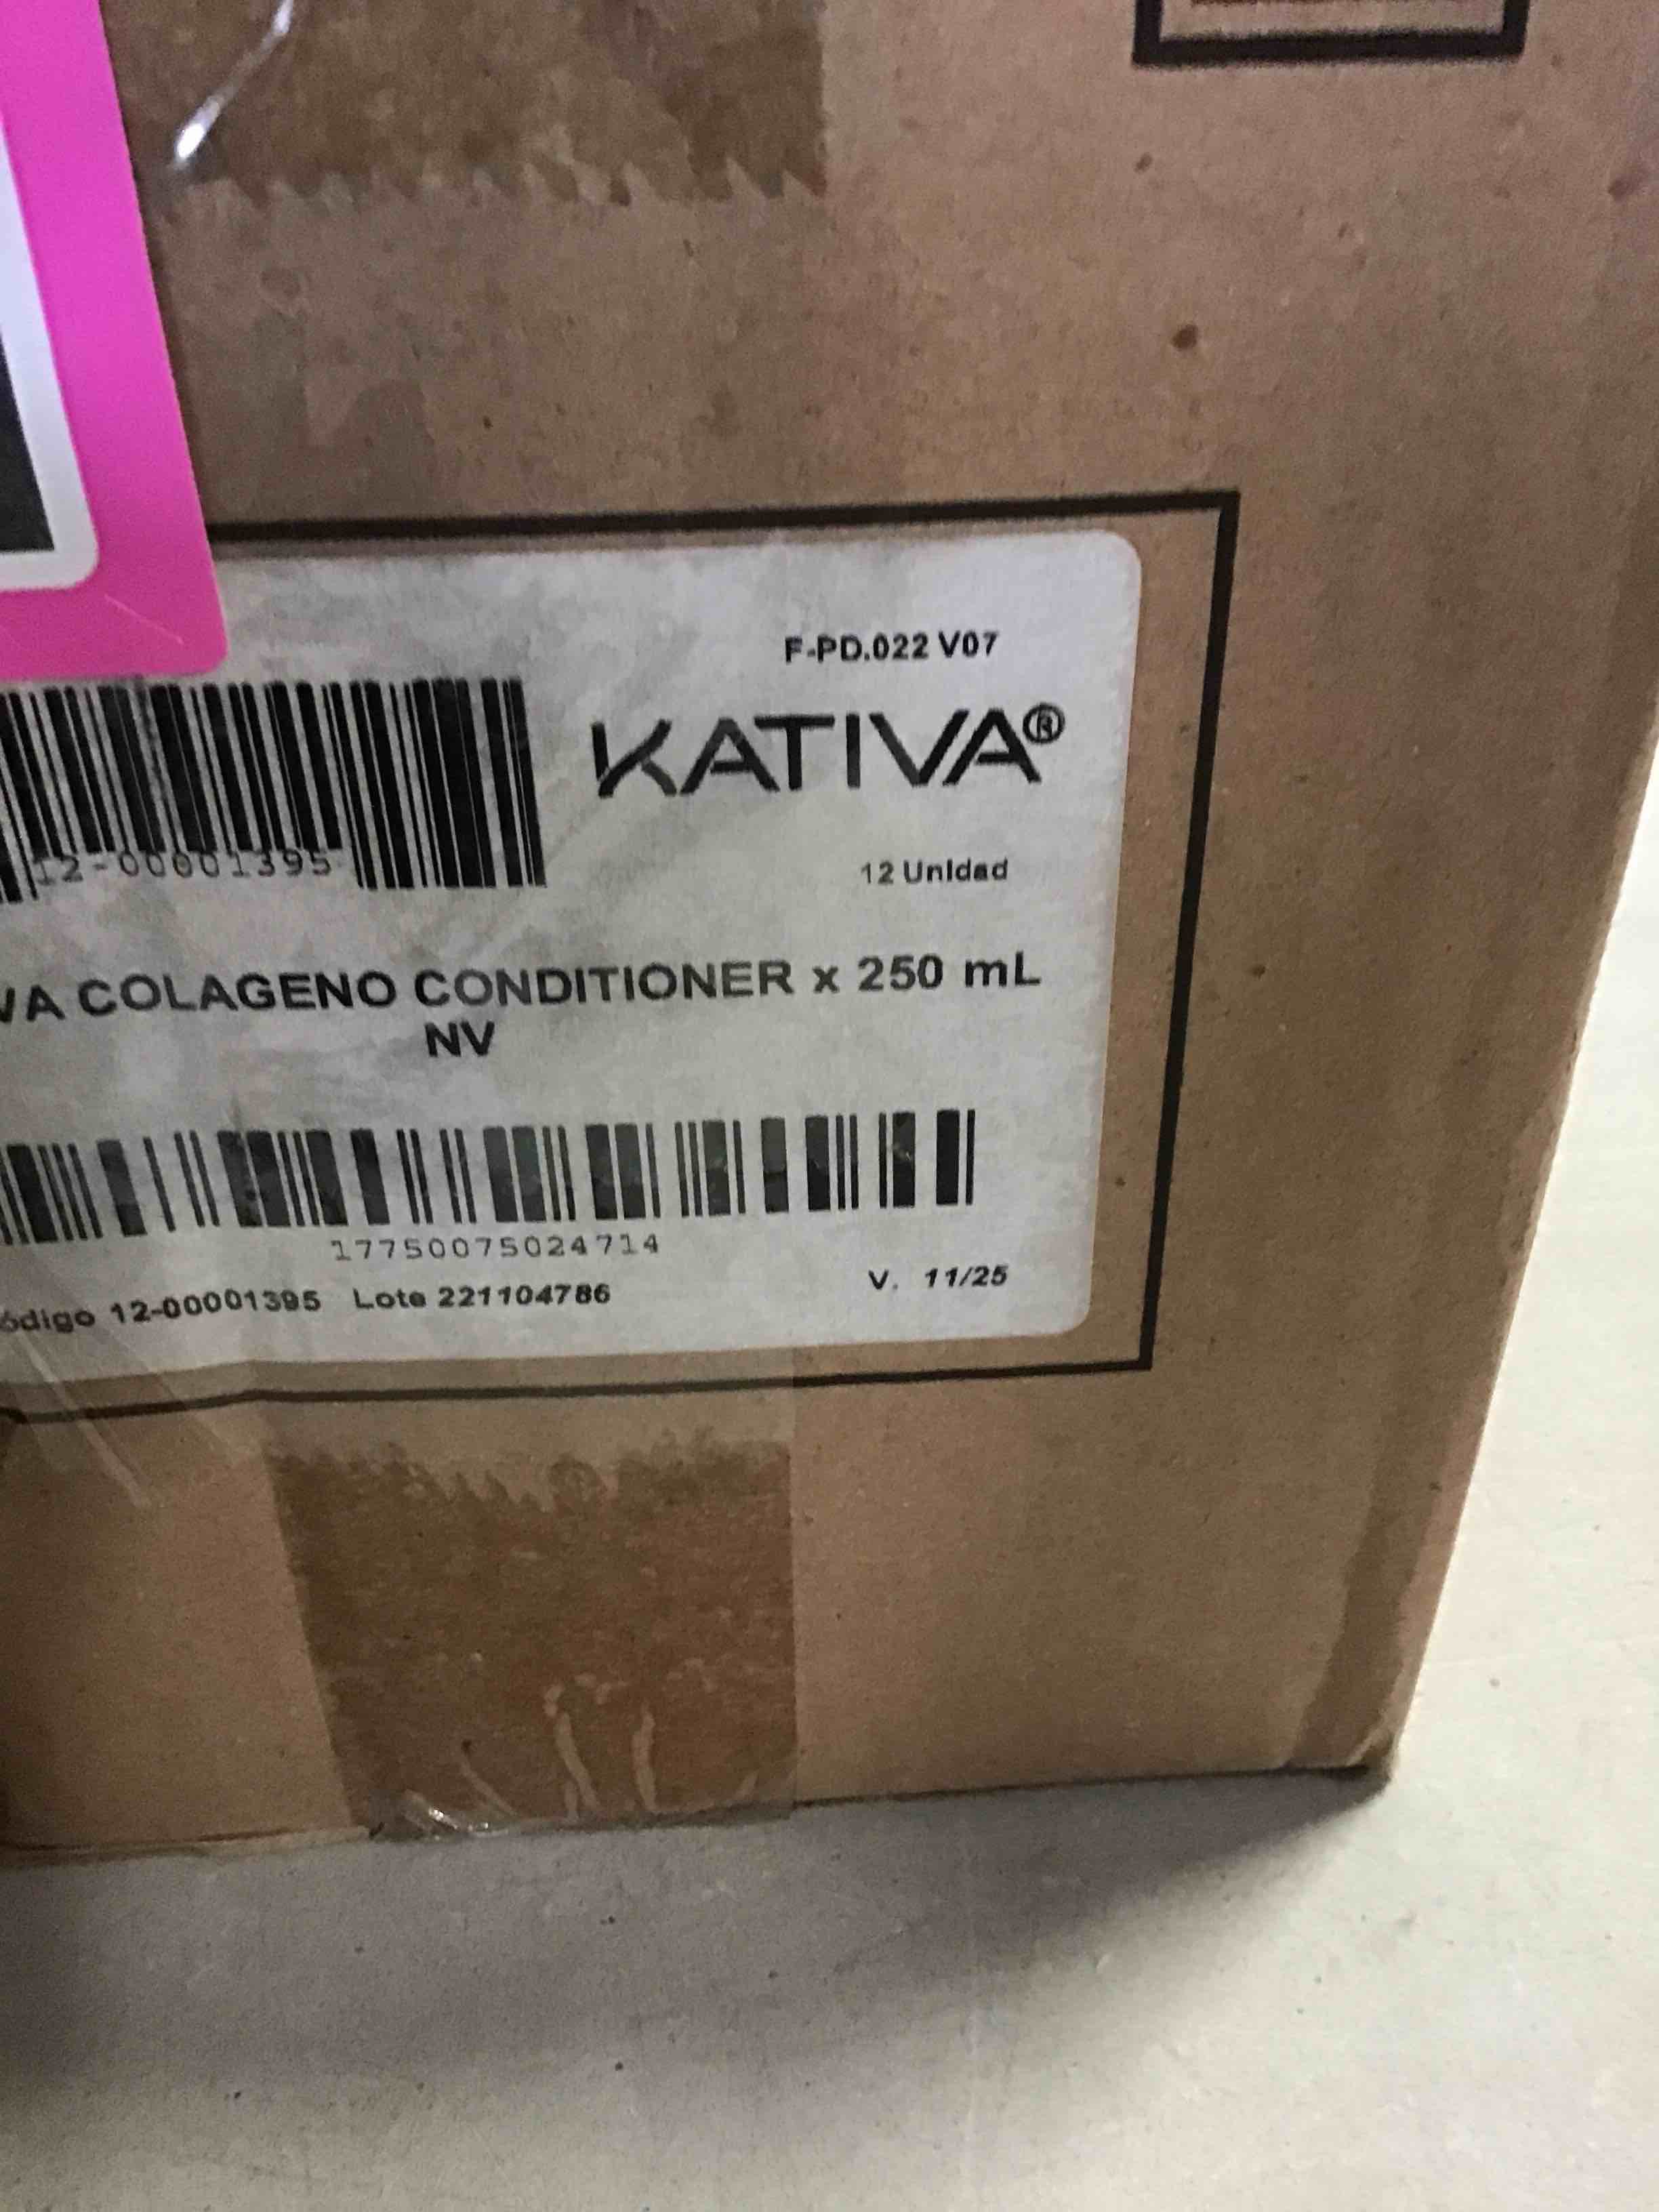 F-PD.022 V07
KATIVA®
12-00001395
12 Unidad
VA COLAGENO CONDITIONER x 250 mL
NV
17750075024714
ódigo 12-00001395 Lote 221104786
V. 11/25